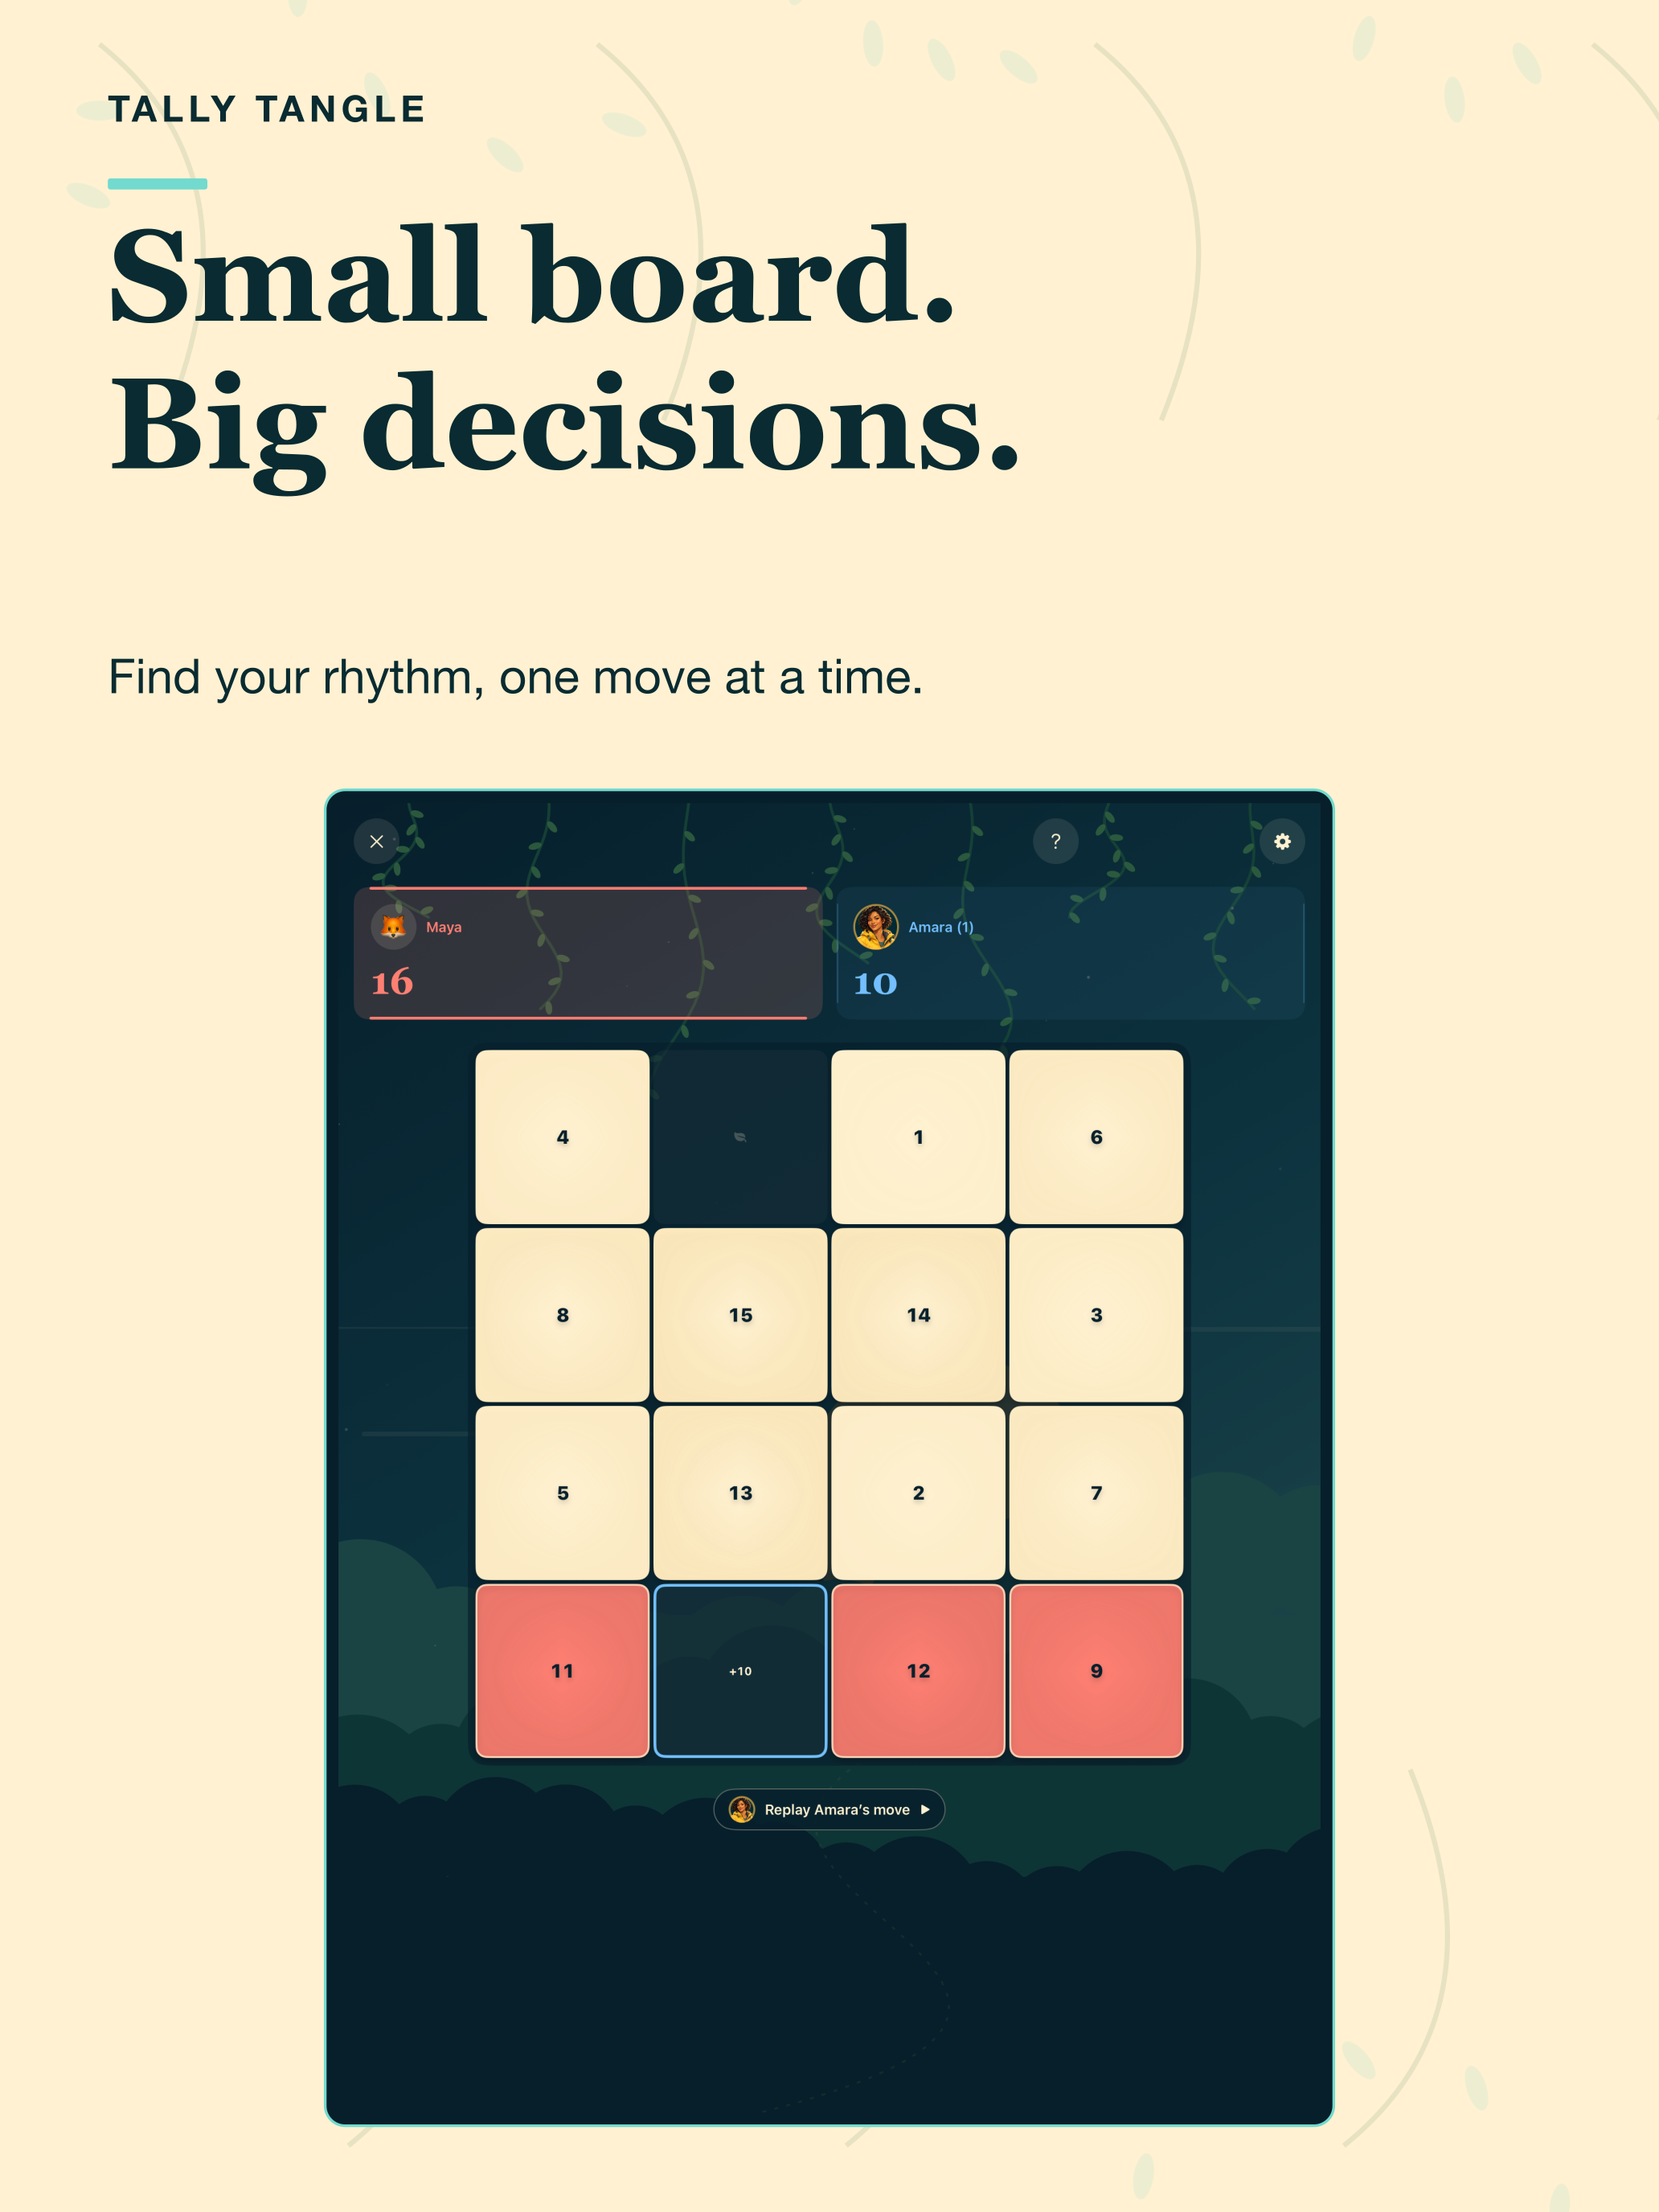 TALLY TANGLE
Small board.
Big decisions.
Find your rhythm, one move at a time.
?
Maya
16
Amara (1)
10
4
1
6
8
15
14
3
5
13
2
7
11
+10
12
9
Replay Amara's move